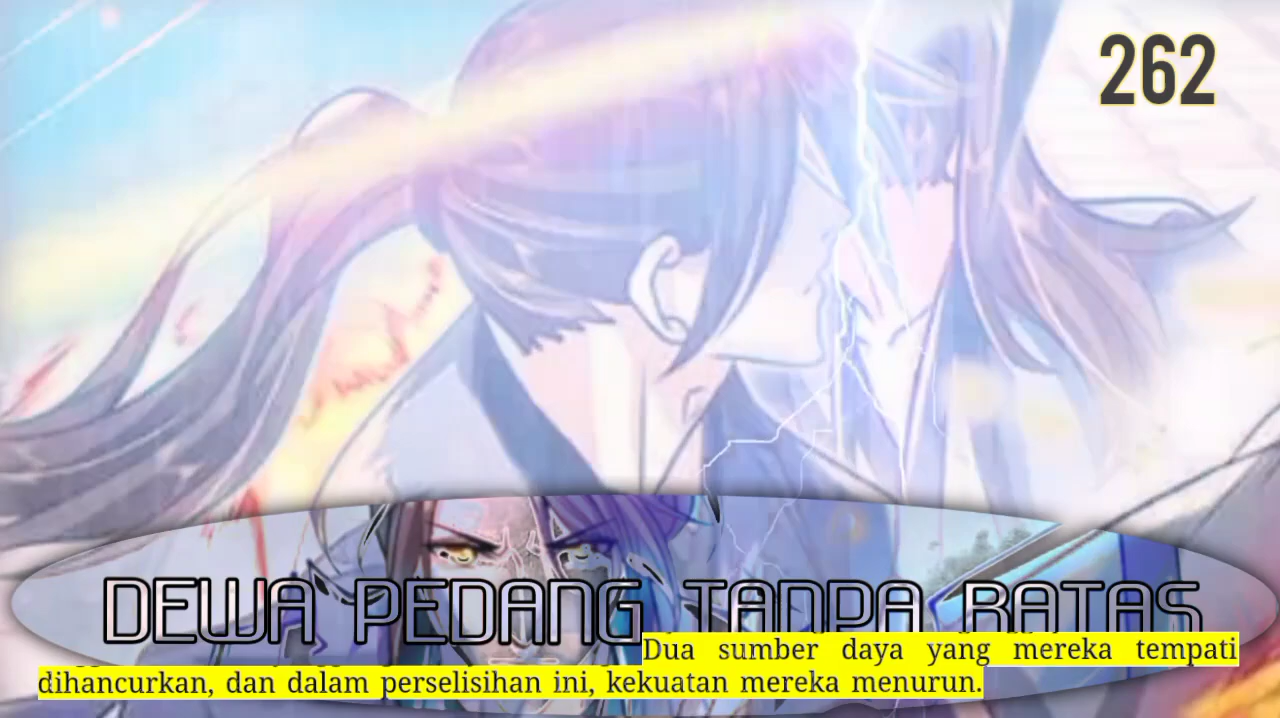 262
DEWA PEDANG TANPA BATAS
Dua sumber daya yang mereka tempati
dihancurkan, dan dalam perselisihan ini, kekuatan mereka menurun.